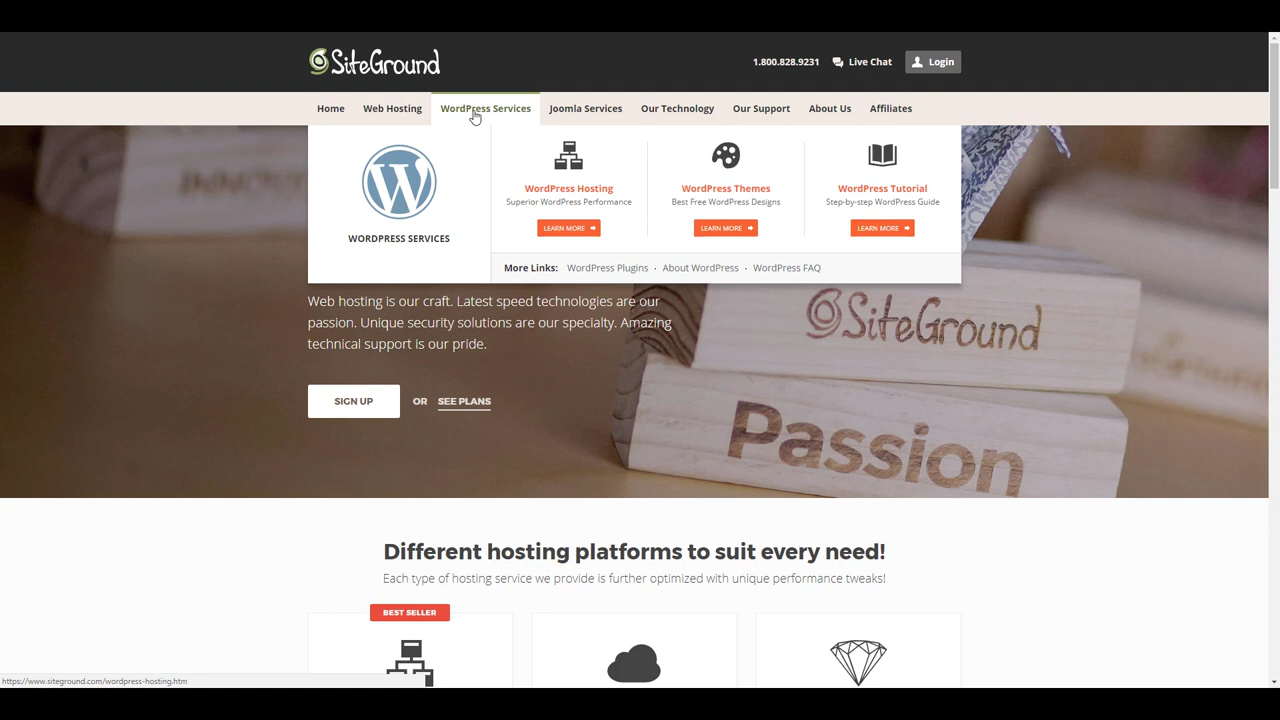 SiteGround
1.800.828.9231
Live Chat
Login
Home
Web Hosting
WordPress Services
Joomla Services
Our Technology
Our Support
About Us
Affiliates
WORDPRESS SERVICES
WordPress Hosting
Superior WordPress Performance
LEARN MORE
WordPress Themes
Best Free WordPress Designs
LEARN MORE
WordPress Tutorial
Step-by-step WordPress Guide
LEARN MORE
More Links: WordPress Plugins · About WordPress · WordPress FAQ
Web hosting is our craft. Latest speed technologies are our
passion. Unique security solutions are our specialty. Amazing
technical support is our pride.
SIGN UP
OR
SEE PLANS
SiteGround
Passion
Different hosting platforms to suit every need!
Each type of hosting service we provide is further optimized with unique performance tweaks!
BEST SELLER
https://www.siteground.com/wordpress-hosting.htm